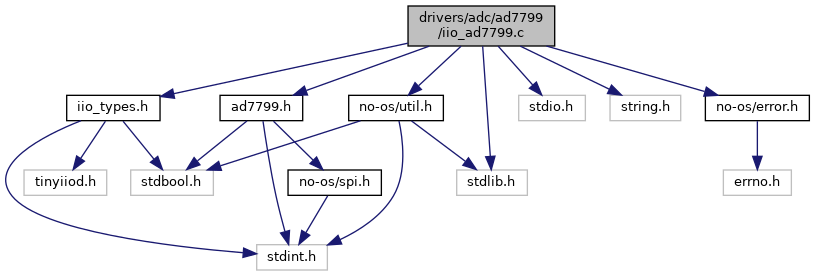 drivers/adc/ad7799
/iio_ad7799.c
iio_types.h
ad7799.h
no-os/util.h
stdio.h
string.h
no-os/error.h
tinyiiod.h
stdbool.h
no-os/spi.h
stdlib.h
errno.h
stdint.h